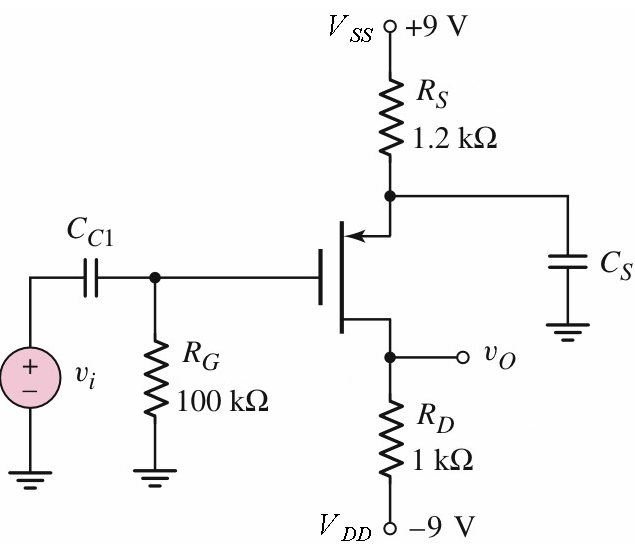 V_SS +9 V
R_S
1.2 kΩ
C_C1
C_S
+
−
v_i
R_G
100 kΩ
v_O
R_D
1 kΩ
V_DD −9 V